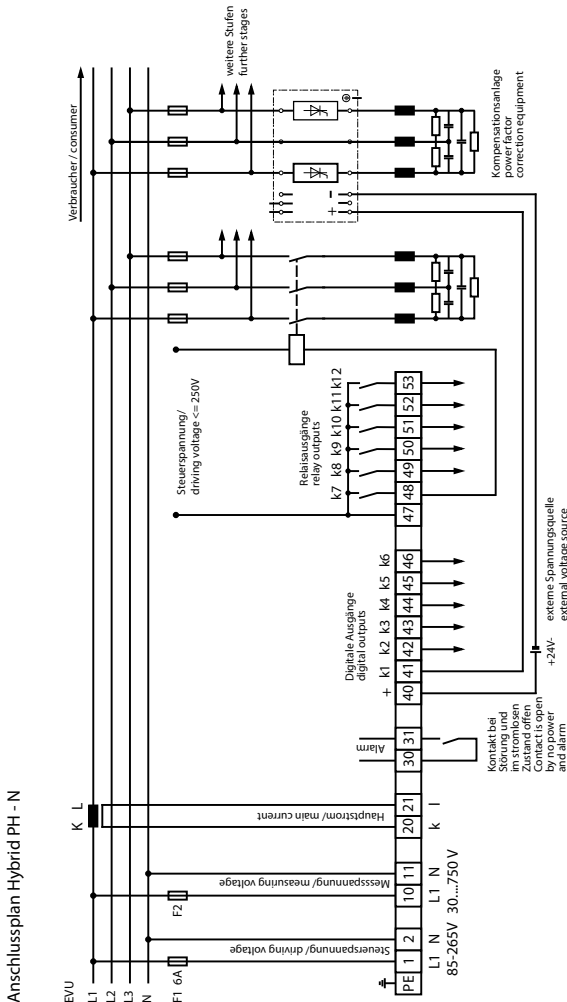 Anschlussplan Hybrid PH - N
EVU
L1
L2
L3
N
F1 6A
F2
K L
Verbraucher / consumer
weitere Stufen
further stages
Steuerspannung/
driving voltage <= 250V
Steuerspannung/ driving voltage
Messspannung/ measuring voltage
Hauptstrom/ main current
Alarm
Digitale Ausgänge
digital outputs
+ k1 k2 k3 k4 k5 k6
Relaisausgänge
relay outputs
k7 k8 k9 k10 k11 k12
PE 1 2 10 11 20 21 30 31 40 41 42 43 44 45 46 47 48 49 50 51 52 53
L1 N L1 N k l
85-265V 30....750 V
Kontakt bei
Störung und
im stromlosen
Zustand offen
Contact is open
by no power
and alarm
+24V-
externe Spannungsquelle
external voltage source
+ -
Kompensationsanlage
power factor
correction equipment